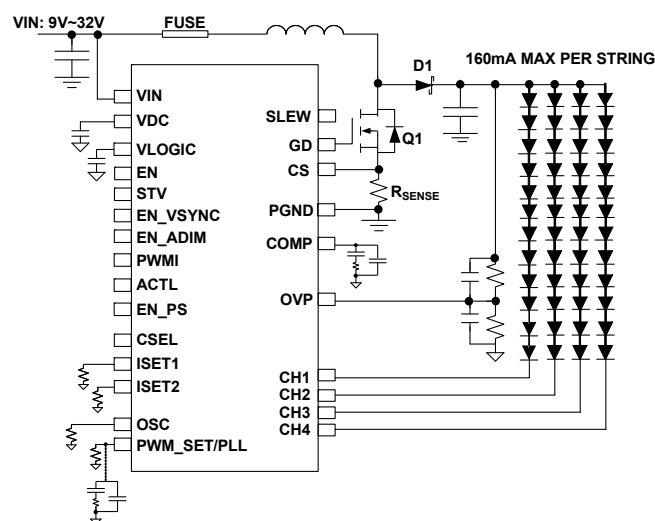 VIN: 9V~32V
FUSE
D1
160mA MAX PER STRING
VIN
VDC
VLOGIC
EN
STV
EN_VSYNC
EN_ADIM
PWMI
ACTL
EN_PS
CSEL
ISET1
ISET2
OSC
PWM_SET/PLL
SLEW
GD
Q1
CS
RSENSE
PGND
COMP
OVP
CH1
CH2
CH3
CH4